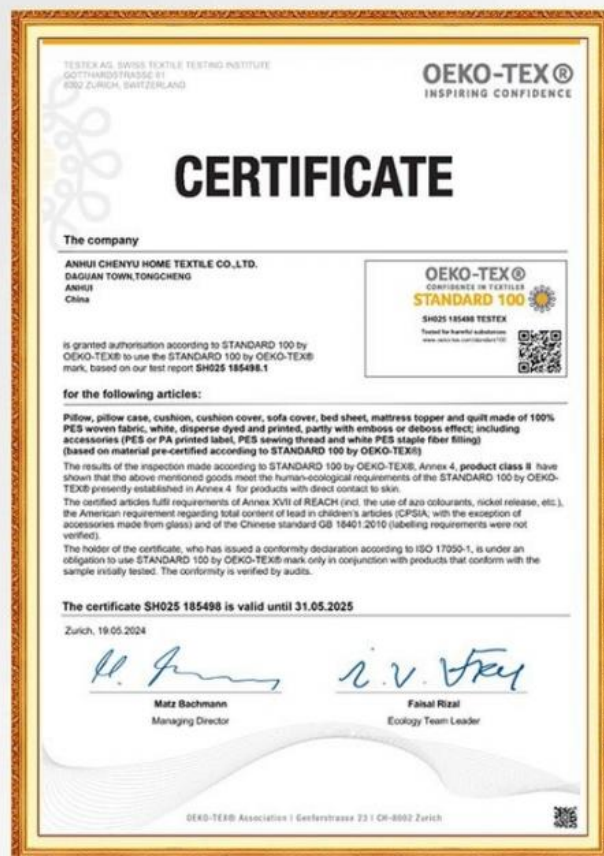 TESTEX AG, SWISS TEXTILE TESTING INSTITUTE
GOTTHARDSTRASSE 61
8002 ZURICH, SWITZERLAND
OEKO-TEX®
INSPIRING CONFIDENCE
CERTIFICATE
The company
ANHUI CHENYU HOME TEXTILE CO.,LTD.
DAGUAN TOWN,TONGCHENG
ANHUI
China
OEKO-TEX®
CONFIDENCE IN TEXTILES
STANDARD 100
SH025 185498 TESTEX
Tested for harmful substances
www.oeko-tex.com/standard100
is granted authorisation according to STANDARD 100 by
OEKO-TEX® to use the STANDARD 100 by OEKO-TEX®
mark, based on our test report SH025 185498.1
for the following articles:
Pillow, pillow case, cushion, cushion cover, sofa cover, bed sheet, mattress topper and quilt made of 100%
PES woven fabric, white, disperse dyed and printed, partly with emboss or deboss effect; including
accessories (PES or PA printed label, PES sewing thread and white PES staple fiber filling)
(based on material pre-certified according to STANDARD 100 by OEKO-TEX®)
The results of the inspection made according to STANDARD 100 by OEKO-TEX®, Annex 4, product class II have
shown that the above mentioned goods meet the human-ecological requirements of the STANDARD 100 by OEKO-
TEX® presently established in Annex 4 for products with direct contact to skin.
The certified articles fulfil requirements of Annex XVII of REACH (incl. the use of azo colourants, nickel release, etc.),
the American requirement regarding total content of lead in children's articles (CPSIA; with the exception of
accessories made from glass) and of the Chinese standard GB 18401:2010 (labelling requirements were not
verified).
The holder of the certificate, who has issued a conformity declaration according to ISO 17050-1, is under an
obligation to use STANDARD 100 by OEKO-TEX® mark only in conjunction with products that conform with the
sample initially tested. The conformity is verified by audits.
The certificate SH025 185498 is valid until 31.05.2025
Zurich, 19.05.2024
Matz Bachmann
Managing Director
Faisal Rizal
Ecology Team Leader
OEKO-TEX® Association | Genferstrasse 23 | CH-8002 Zurich